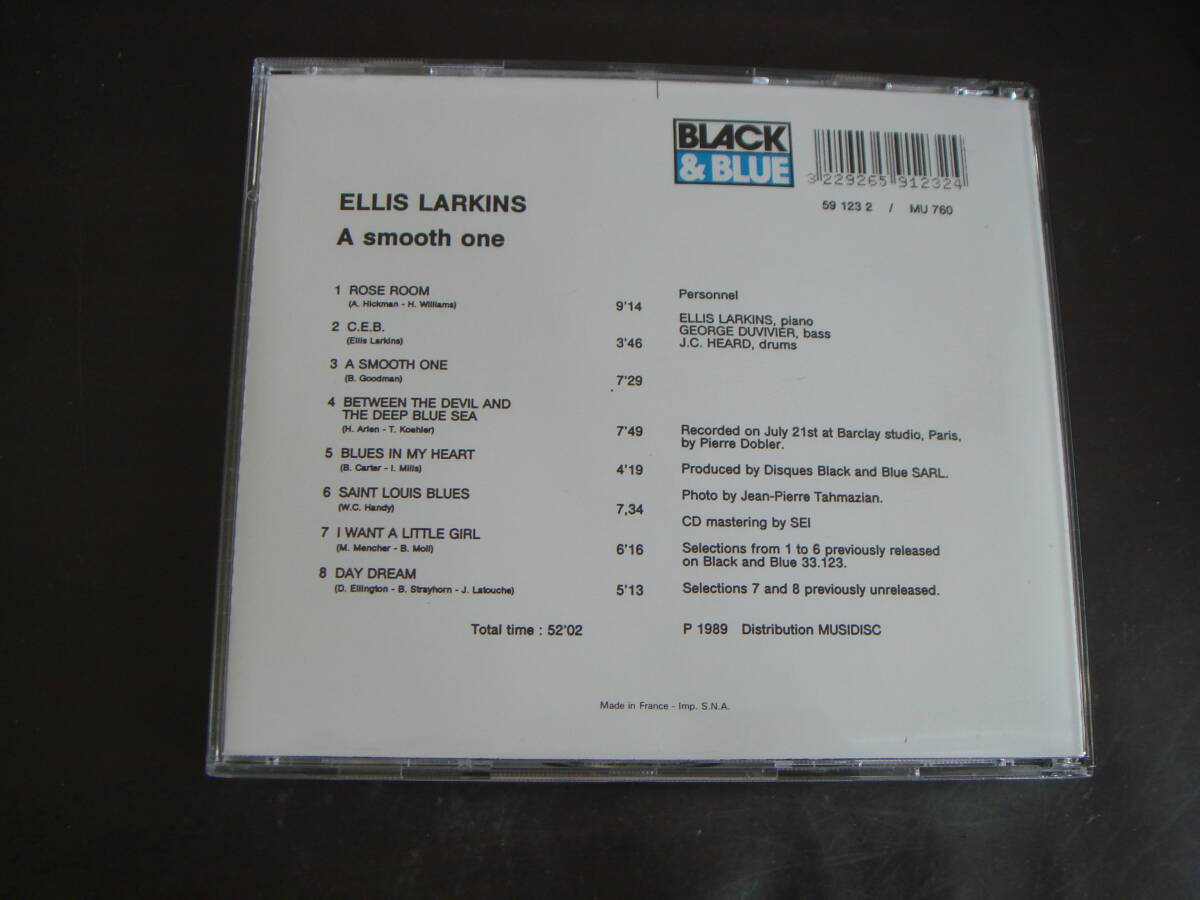 BLACK
& BLUE
3 229265 912324
59 123 2 / MU 760
ELLIS LARKINS
A smooth one
1 ROSE ROOM
(A. Hickman - H. Williams) 9'14
2 C.E.B.
(Ellis Larkins) 3'46
3 A SMOOTH ONE
(B. Goodman) 7'29
4 BETWEEN THE DEVIL AND
THE DEEP BLUE SEA
(H. Arlen - T. Koehler) 7'49
5 BLUES IN MY HEART
(B. Carter - I. Mills) 4'19
6 SAINT LOUIS BLUES
(W.C. Handy) 7,34
7 I WANT A LITTLE GIRL
(M. Mencher - B. Moll) 6'16
8 DAY DREAM
(D. Ellington - B. Strayhorn - J. Latouche) 5'13
Total time : 52'02
Personnel
ELLIS LARKINS, piano
GEORGE DUVIVIER, bass
J.C. HEARD, drums
Recorded on July 21st at Barclay studio, Paris,
by Pierre Dobler.
Produced by Disques Black and Blue SARL.
Photo by Jean-Pierre Tahmazian.
CD mastering by SEI
Selections from 1 to 6 previously released
on Black and Blue 33.123.
Selections 7 and 8 previously unreleased.
P 1989 Distribution MUSIDISC
Made in France - Imp. S.N.A.